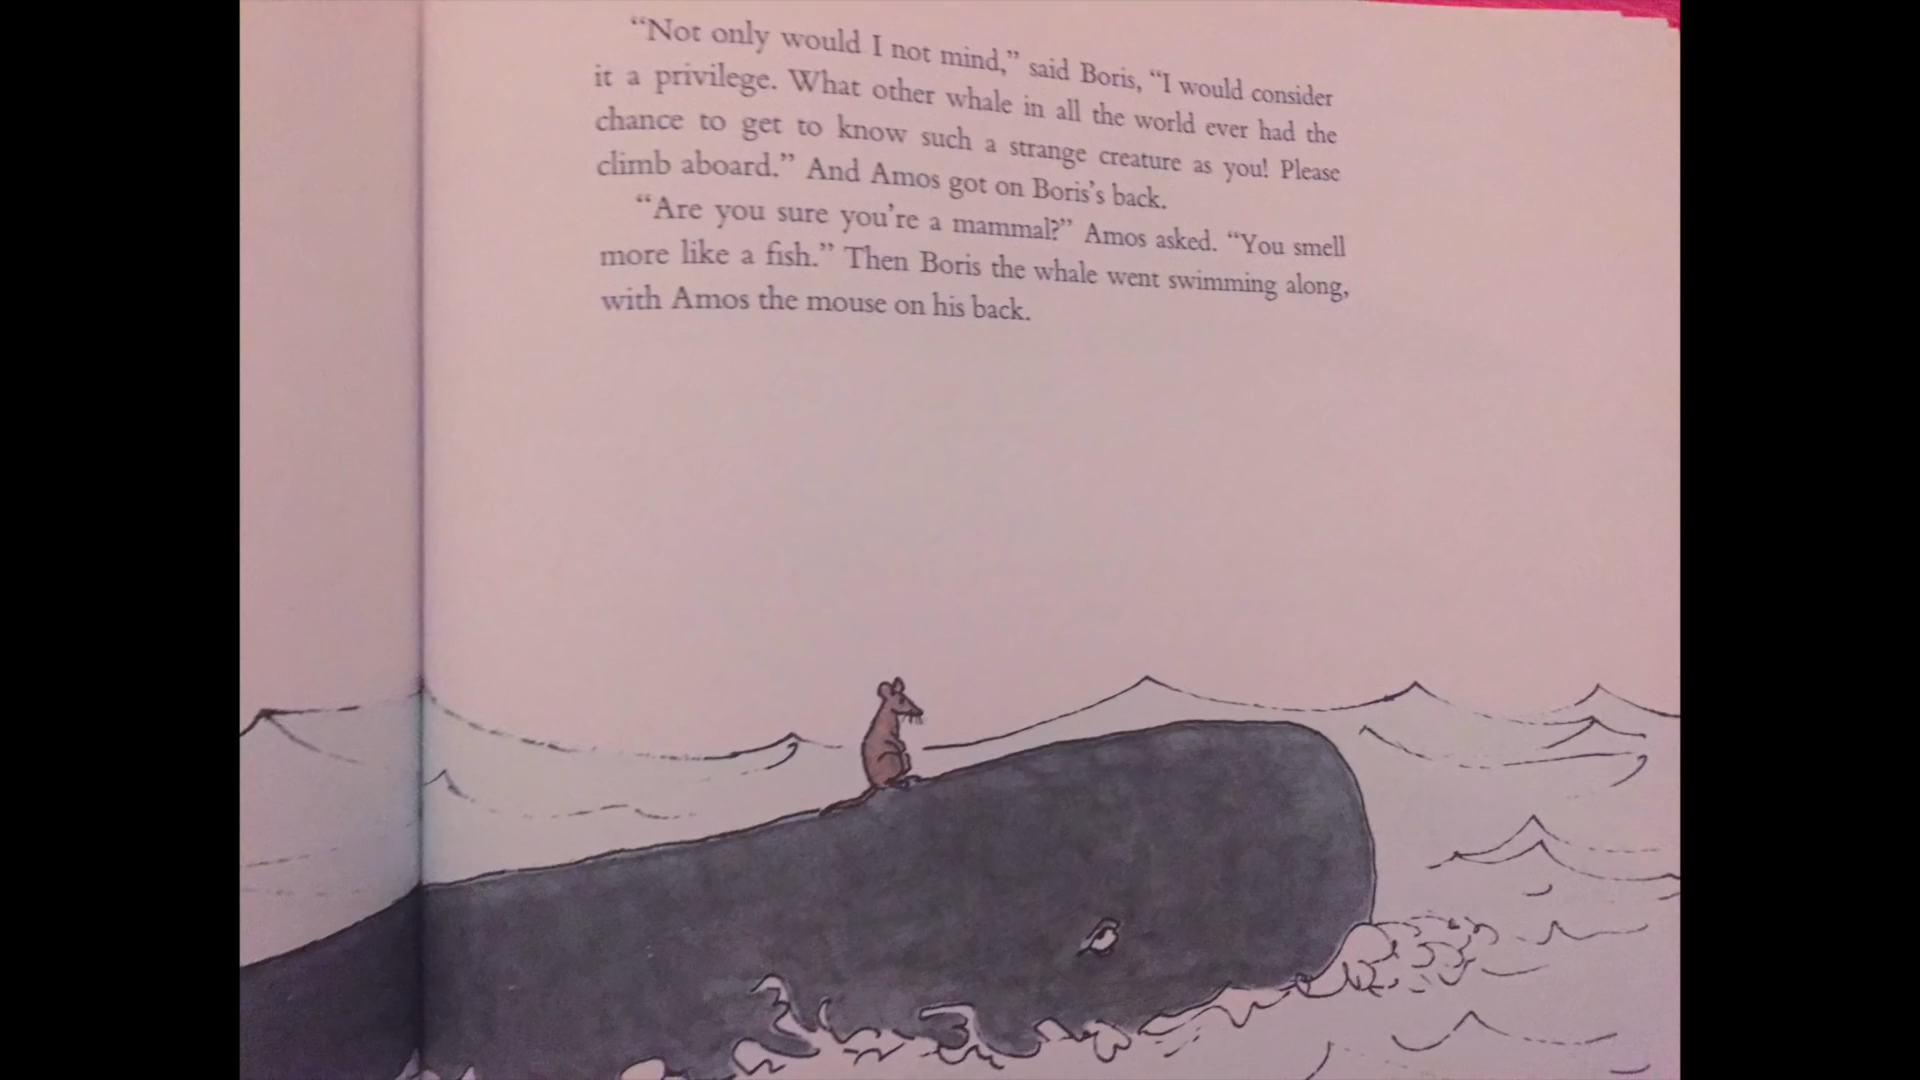 “Not only would I not mind,” said Boris, “I would consider
it a privilege. What other whale in all the world ever had the
chance to get to know such a strange creature as you! Please
climb aboard.” And Amos got on Boris’s back.
“Are you sure you’re a mammal?” Amos asked. “You smell
more like a fish.” Then Boris the whale went swimming along,
with Amos the mouse on his back.